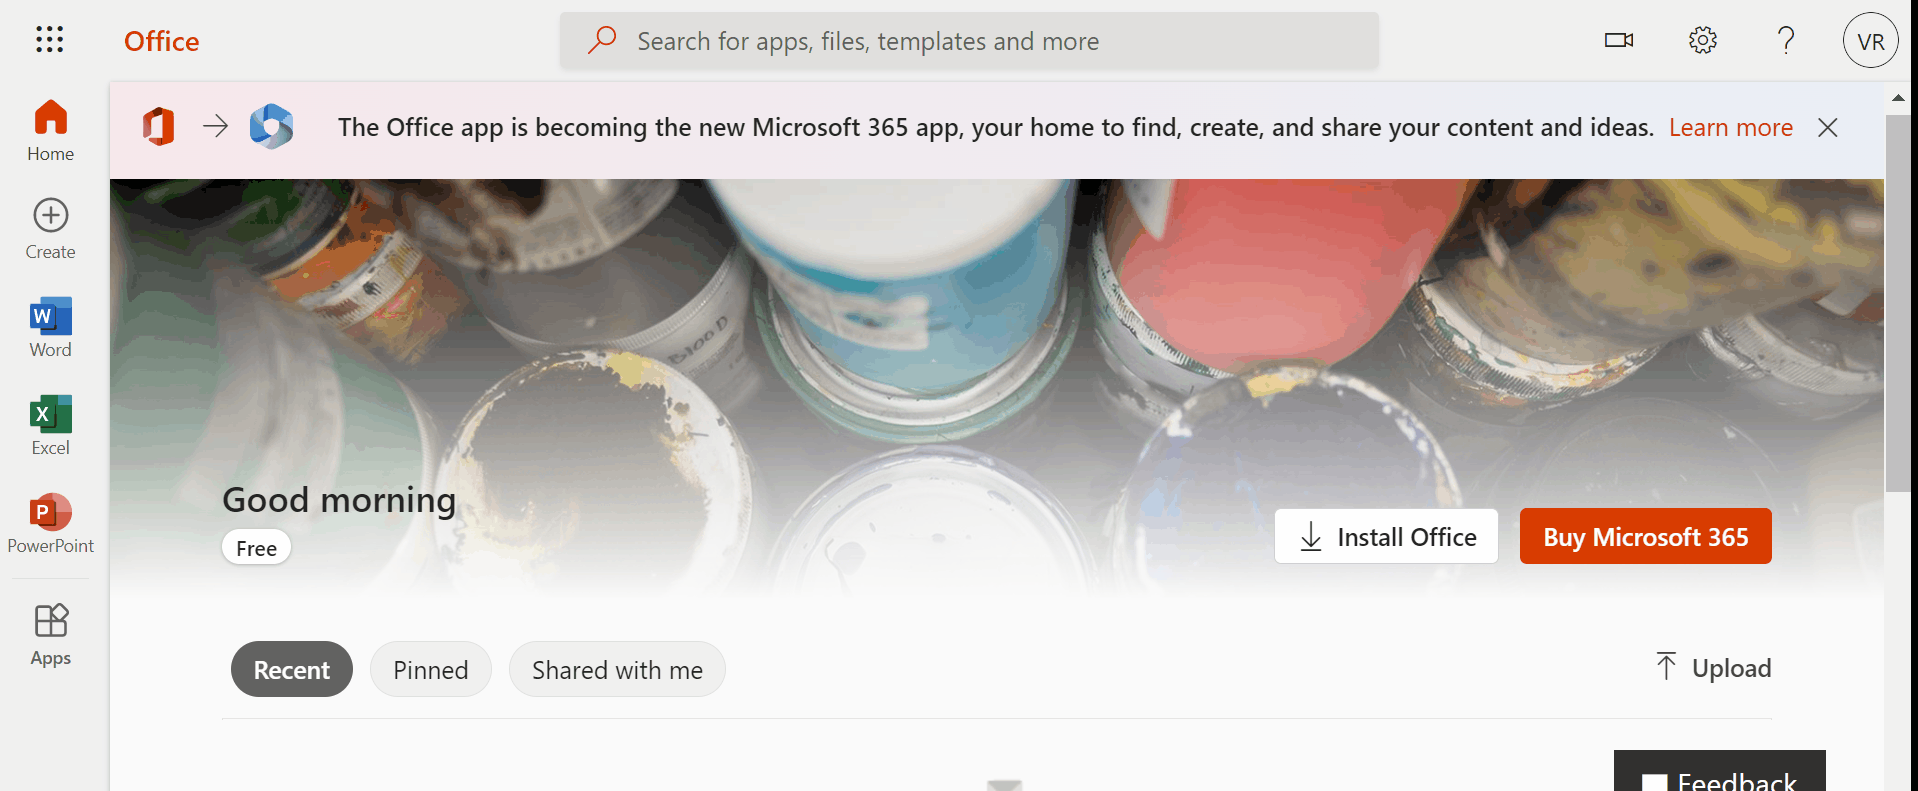 Office
Search for apps, files, templates and more
VR
Home
Create
Word
Excel
PowerPoint
Apps
The Office app is becoming the new Microsoft 365 app, your home to find, create, and share your content and ideas. Learn more
Good morning
Free
Install Office
Buy Microsoft 365
Recent
Pinned
Shared with me
Upload
Feedback